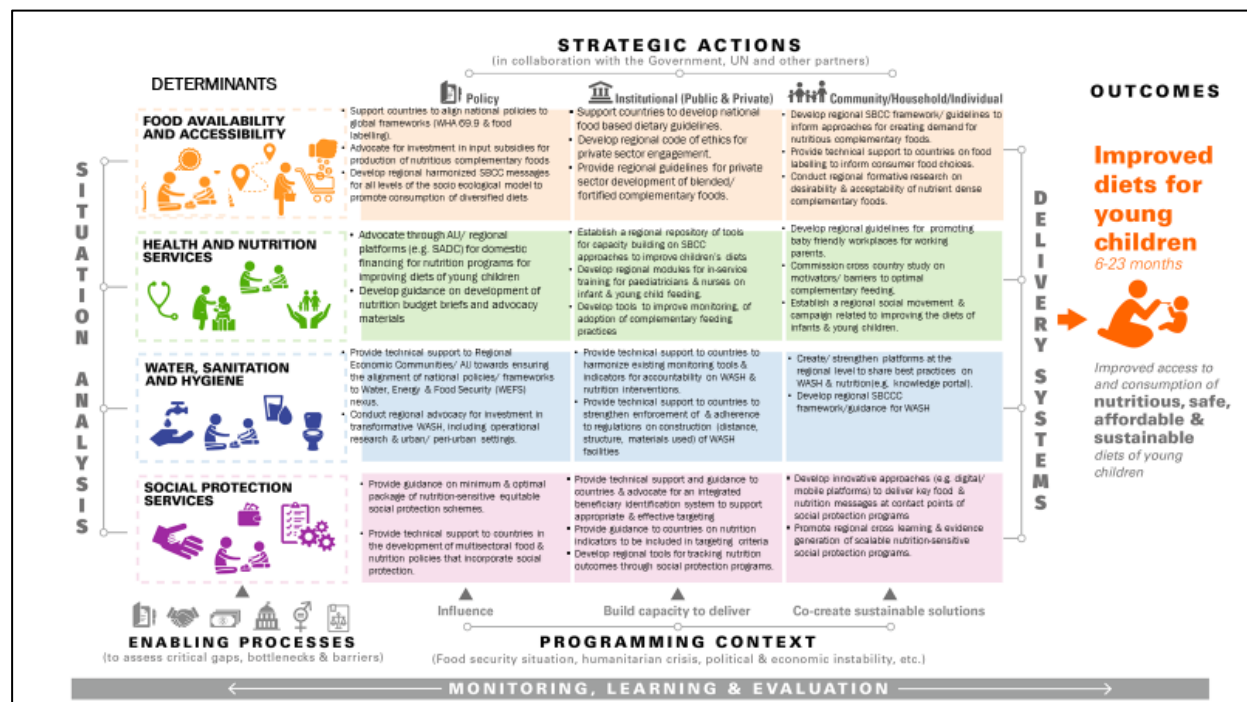 STRATEGIC ACTIONS
(in collaboration with the Government, UN and other partners)
DETERMINANTS
Policy
Institutional (Public & Private)
Community/Household/Individual
OUTCOMES
SITUATION ANALYSIS
FOOD AVAILABILITY
AND ACCESSIBILITY
• Support countries to align national policies to
global frameworks (WHA 69.9 & food
labelling).
• Advocate for investment in input subsidies for
production of nutritious complementary foods
• Develop regional harmonized SBCC messages
for all levels of the socio ecological model to
promote consumption of diversified diets
• Support countries to develop national
food based dietary guidelines.
• Develop regional code of ethics for
private sector engagement.
• Provide regional guidelines for private
sector development of blended/
fortified complementary foods.
• Develop regional SBCC framework/ guidelines to
inform approaches for creating demand for
nutritious complementary foods.
• Provide technical support to countries on food
labelling to inform consumer food choices.
• Conduct regional formative research on
desirability & acceptability of nutrient dense
complementary foods.
HEALTH AND NUTRITION
SERVICES
• Advocate through AU/ regional
platforms (e.g. SADC) for domestic
financing for nutrition programs for
improving diets of young children
• Develop guidance on development of
nutrition budget briefs and advocacy
materials
• Establish a regional repository of tools
for capacity building on SBCC
approaches to improve children's diets
• Develop regional modules for in-service
training for paediatricians & nurses on
infant & young child feeding.
• Develop tools to improve monitoring, of
adoption of complementary feeding
practices
• Develop regional guidelines for promoting
baby friendly workplaces for working
parents.
• Commission cross country study on
motivators/ barriers to optimal
complementary feeding.
• Establish a regional social movement &
campaign related to improving the diets of
infants & young children.
WATER, SANITATION
AND HYGIENE
• Provide technical support to Regional
Economic Communities/ AU towards ensuring
the alignment of national policies/ frameworks
to Water, Energy & Food Security (WEFS)
nexus.
• Conduct regional advocacy for investment in
transformative WASH, including operational
research & urban/ peri-urban settings.
• Provide technical support to countries to
harmonize existing monitoring tools &
indicators for accountability on WASH &
nutrition interventions.
• Provide technical support to countries to
strengthen enforcement of & adherence
to regulations on construction (distance,
structure, materials used) of WASH
facilities
• Create/ strengthen platforms at the
regional level to share best practices on
WASH & nutrition(e.g. knowledge portal).
• Develop regional SBCCC
framework/guidance for WASH
SOCIAL PROTECTION
SERVICES
• Provide guidance on minimum & optimal
package of nutrition-sensitive equitable
social protection schemes.
• Provide technical support to countries
in the development of multisectoral food &
nutrition policies that incorporate social
protection.
• Provide technical support and guidance to
countries & advocate for an integrated
beneficiary identification system to support
appropriate & effective targeting
• Provide guidance to countries on nutrition
indicators to be included in targeting criteria
• Develop regional tools for tracking nutrition
outcomes through social protection programs.
• Develop innovative approaches (e.g. digital/
mobile platforms) to deliver key food &
nutrition messages at contact points of
social protection programs
• Promote regional cross learning & evidence
generation of scalable nutrition-sensitive
social protection programs.
DELIVERY SYSTEMS
Improved
diets for
young
children
6-23 months
Improved access to
and consumption of
nutritious, safe,
affordable &
sustainable
diets of young
children
Influence
Build capacity to deliver
Co-create sustainable solutions
ENABLING PROCESSES
(to assess critical gaps, bottlenecks & barriers)
PROGRAMMING CONTEXT
(Food security situation, humanitarian crisis, political & economic instability, etc.)
MONITORING, LEARNING & EVALUATION